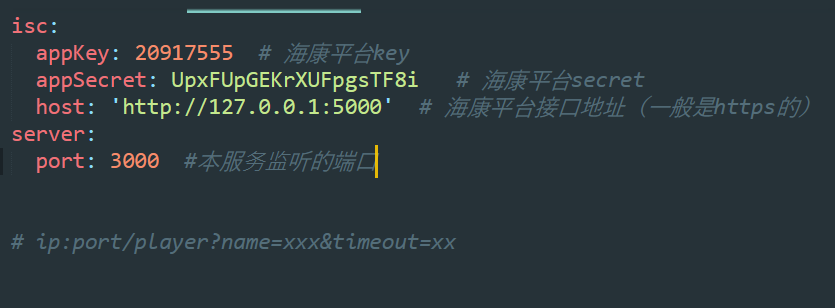 isc:
  appKey: 20917555  # 海康平台key
  appSecret: UpxFUpGEKrXUFpgsTF8i   # 海康平台secret
  host: 'http://127.0.0.1:5000'  # 海康平台接口地址（一般是https的）
server:
  port: 3000  #本服务监听的端口
# ip:port/player?name=xxx&timeout=xx